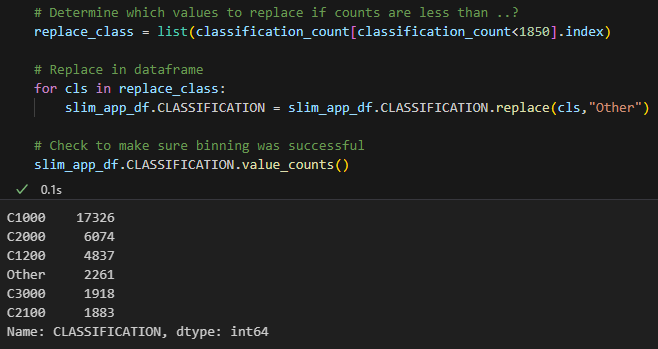 # Determine which values to replace if counts are less than ..?
replace_class = list(classification_count[classification_count<1850].index)
# Replace in dataframe
for cls in replace_class:
slim_app_df.CLASSIFICATION = slim_app_df.CLASSIFICATION.replace(cls,"Other")
# Check to make sure binning was successful
slim_app_df.CLASSIFICATION.value_counts()
✓ 0.1s
C1000 17326
C2000 6074
C1200 4837
Other 2261
C3000 1918
C2100 1883
Name: CLASSIFICATION, dtype: int64